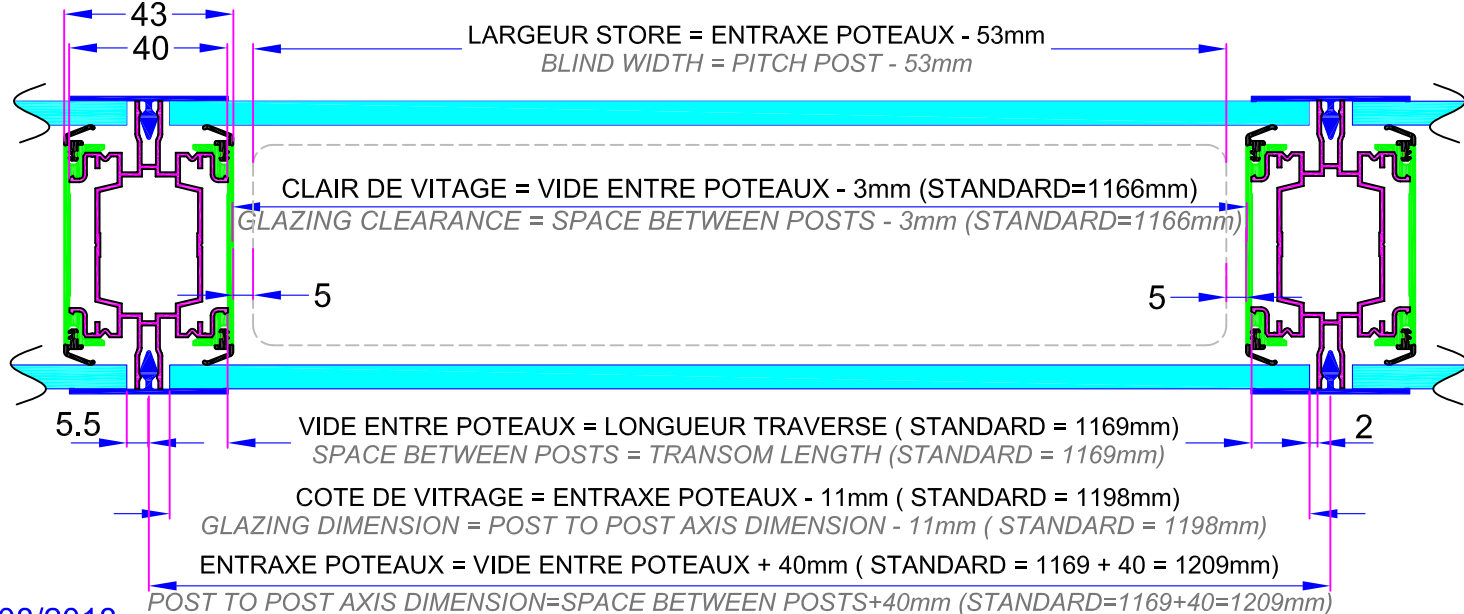 43
40
LARGEUR STORE = ENTRAXE POTEAUX - 53mm
BLIND WIDTH = PITCH POST - 53mm
CLAIR DE VITAGE = VIDE ENTRE POTEAUX - 3mm (STANDARD=1166mm)
GLAZING CLEARANCE = SPACE BETWEEN POSTS - 3mm (STANDARD=1166mm)
5
5
5.5
VIDE ENTRE POTEAUX = LONGUEUR TRAVERSE ( STANDARD = 1169mm)
2
SPACE BETWEEN POSTS = TRANSOM LENGTH (STANDARD = 1169mm)
COTE DE VITRAGE = ENTRAXE POTEAUX - 11mm ( STANDARD = 1198mm)
GLAZING DIMENSION = POST TO POST AXIS DIMENSION - 11mm ( STANDARD = 1198mm)
ENTRAXE POTEAUX = VIDE ENTRE POTEAUX + 40mm ( STANDARD = 1169 + 40 = 1209mm)
POST TO POST AXIS DIMENSION=SPACE BETWEEN POSTS+40mm (STANDARD=1169+40=1209mm)